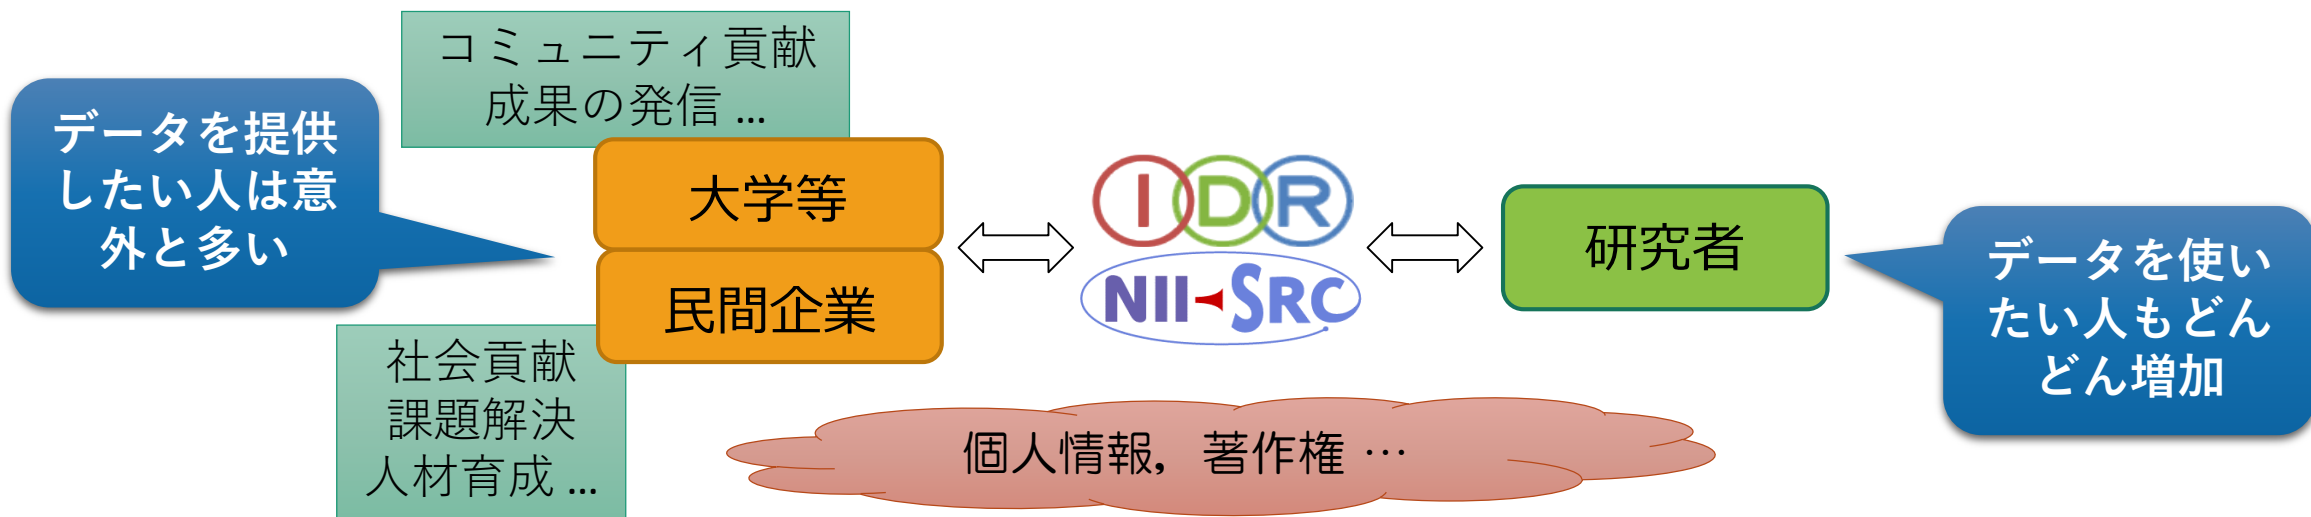 コミュニティ貢献
成果の発信 ...
データを提供
したい人は意
外と多い
大学等
民間企業
社会貢献
課題解決
人材育成 ...
IDR
NII-SRC
研究者
データを使い
たい人もどん
どん増加
個人情報，著作権 …